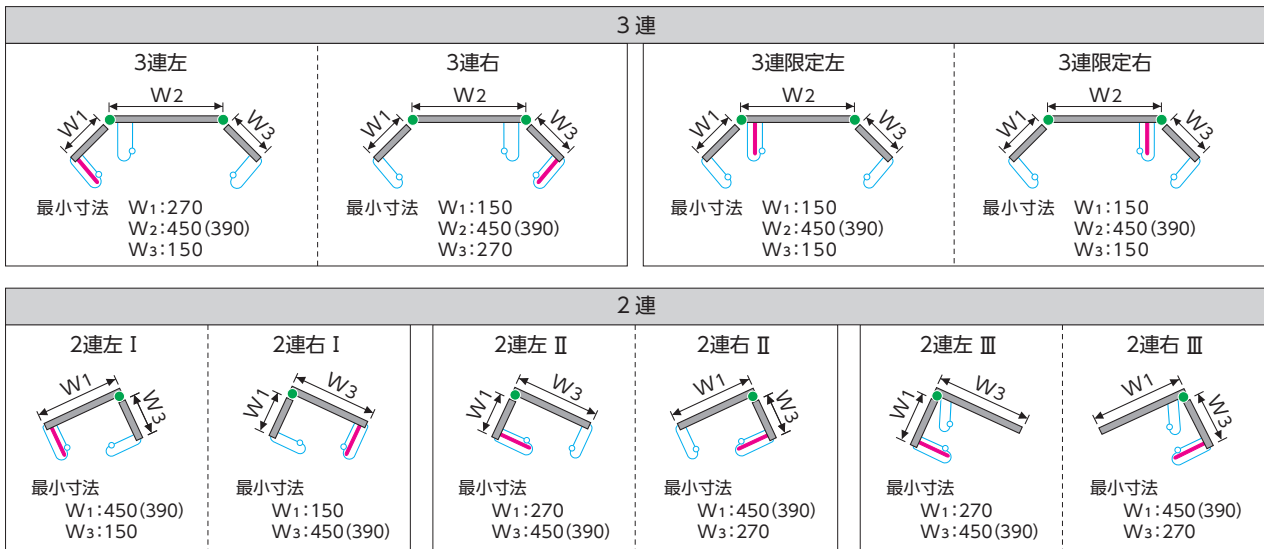 3連
3連左
W2
W1
W3
最小寸法 W1:270
W2:450(390)
W3:150
3連右
W2
W1
W3
最小寸法 W1:150
W2:450(390)
W3:270
3連限定左
W2
W1
W3
最小寸法 W1:150
W2:450(390)
W3:150
3連限定右
W2
W1
W3
最小寸法 W1:150
W2:450(390)
W3:150
2連
2連左 Ⅰ
W1
W3
最小寸法
W1:450(390)
W3:150
2連右 Ⅰ
W1
W3
最小寸法
W1:150
W3:450(390)
2連左 Ⅱ
W1
W3
最小寸法
W1:270
W3:450(390)
2連右 Ⅱ
W1
W3
最小寸法
W1:450(390)
W3:270
2連左 Ⅲ
W1
W3
最小寸法
W1:270
W3:450(390)
2連右 Ⅲ
W1
W3
最小寸法
W1:450(390)
W3:270